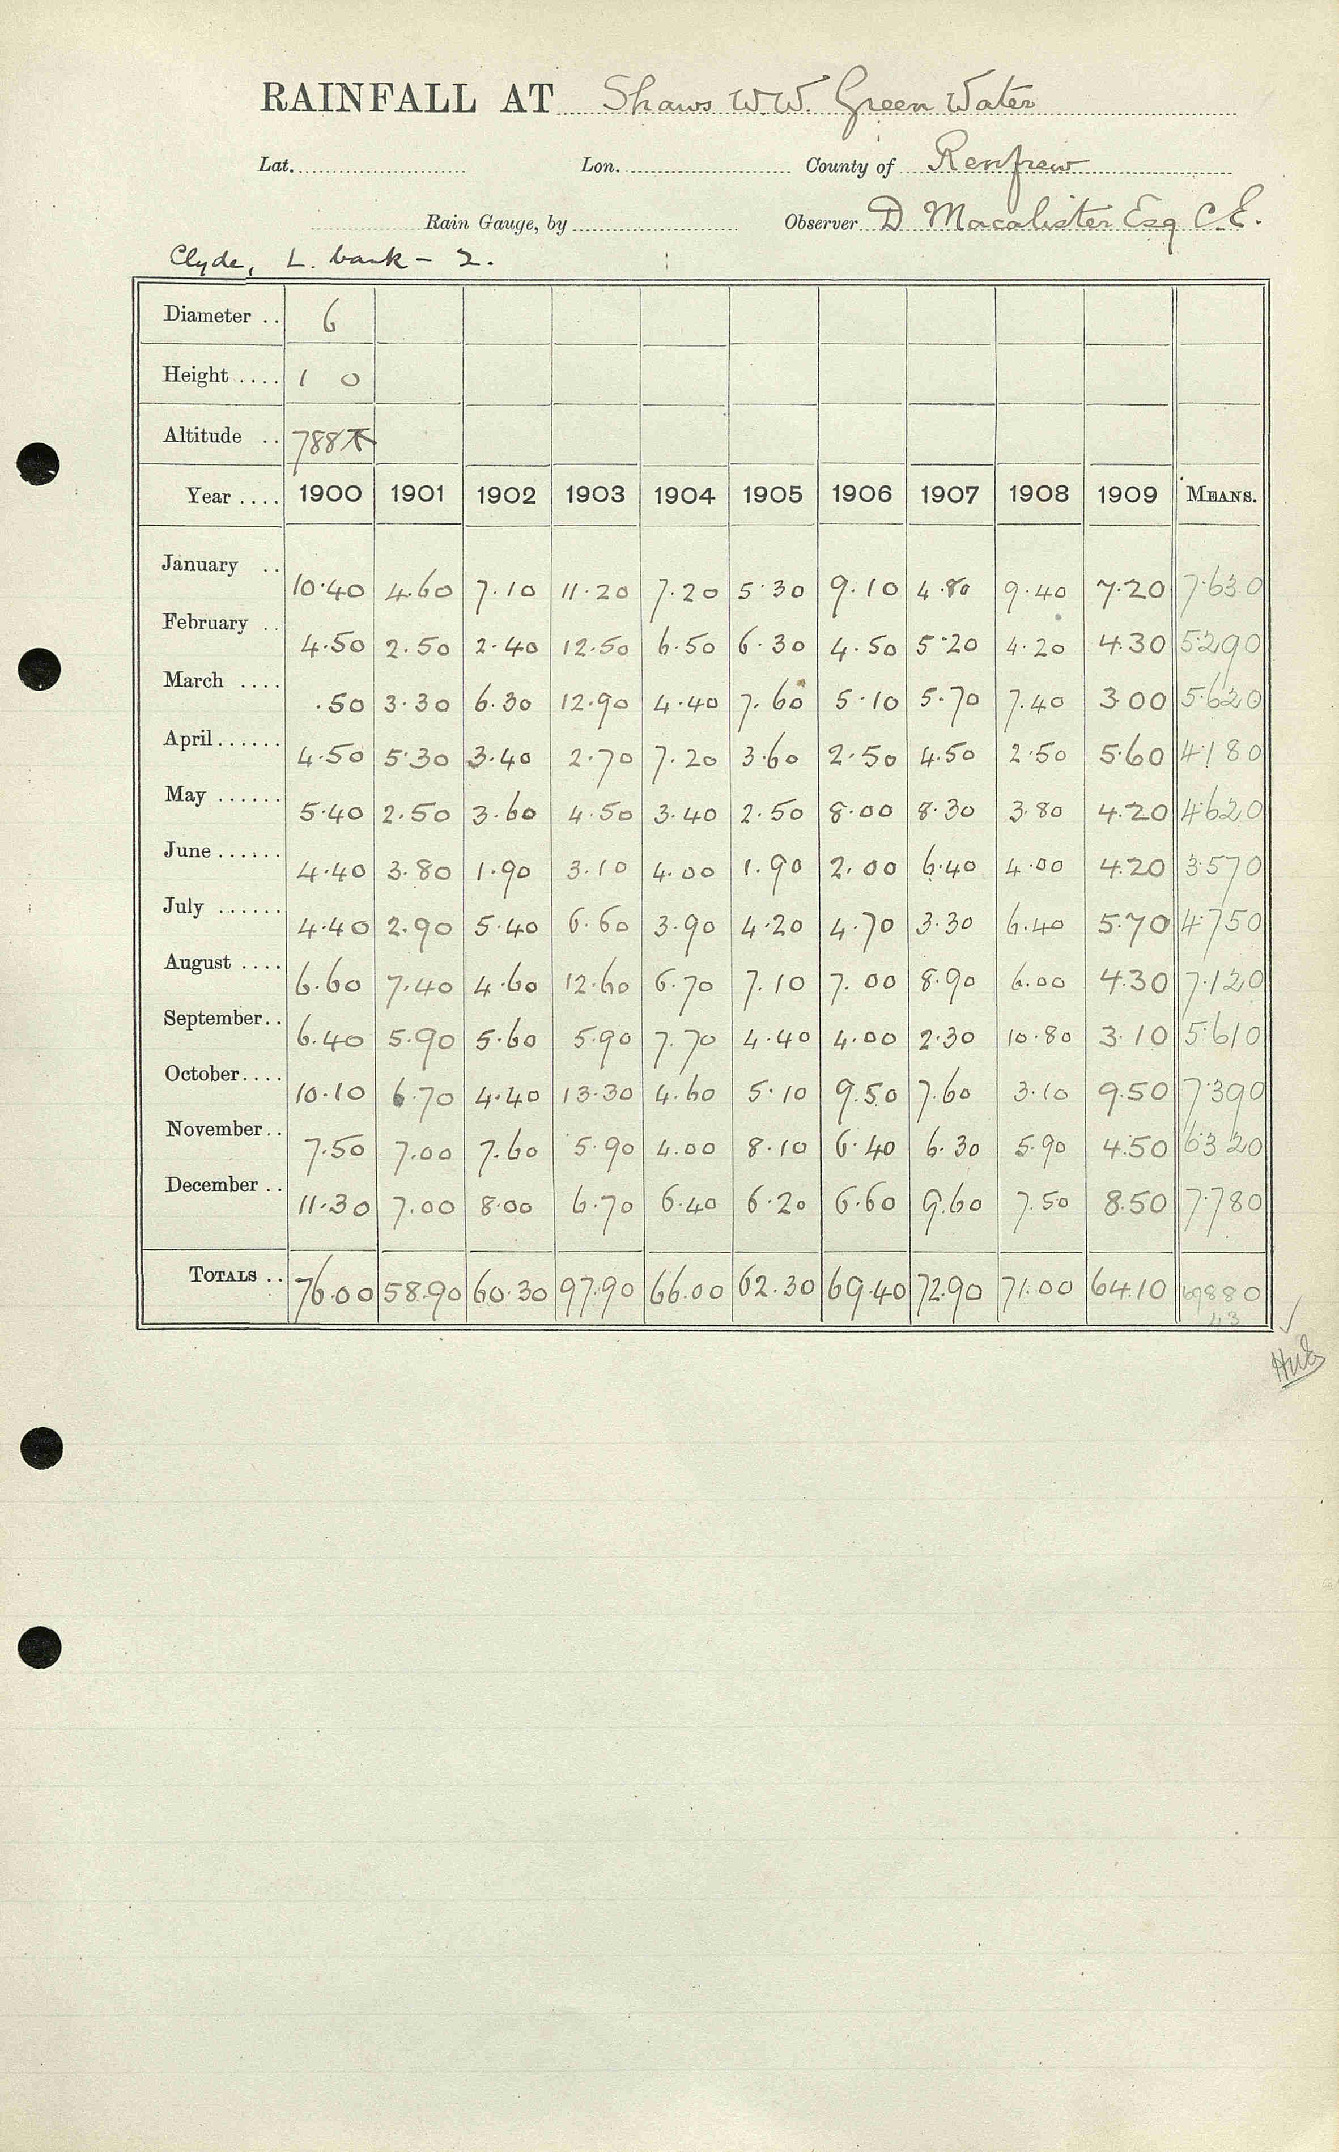 RAINFALL AT Shaws W.W. Green Water
Lat. Lon. County of Renfrew
Rain Gauge, by Observer D Macalister Esq C.E.
Clyde, L. bank - 2.
Diameter .. 6
Height .... 1 0
Altitude .. 788
Year .... 1900 1901 1902 1903 1904 1905 1906 1907 1908 1909 MEANS.
January .. 10.40 4.60 7.10 11.20 7.20 5.30 9.10 4.80 9.40 7.20 7.630
February .. 4.50 2.50 2.40 12.50 6.50 6.30 4.50 5.20 4.20 4.30 5.290
March .... .50 3.30 6.30 12.90 4.40 7.60 5.10 5.70 7.40 3.00 5.620
April...... 4.50 5.30 3.40 2.70 7.20 3.60 2.50 4.50 2.50 5.60 4.180
May ...... 5.40 2.50 3.60 4.50 3.40 2.50 8.00 8.30 3.80 4.20 4.620
June...... 4.40 3.80 1.90 3.10 4.00 1.90 2.00 6.40 4.00 4.20 3.570
July ...... 4.40 2.90 5.40 6.60 3.90 4.20 4.70 3.30 6.40 5.70 4.750
August .... 6.60 7.40 4.60 12.60 6.70 7.10 7.00 8.90 6.00 4.30 7.120
September.. 6.40 5.90 5.60 5.90 7.70 4.40 4.00 2.30 10.80 3.10 5.610
October.... 10.10 6.70 4.40 13.30 4.60 5.10 9.50 7.60 3.10 9.50 7.390
November.. 7.50 7.00 7.60 5.90 4.00 8.10 6.40 6.30 5.90 4.50 6320
December .. 11.30 7.00 8.00 6.70 6.40 6.20 6.60 9.60 7.50 8.50 7.780
TOTALS .. 76.00 58.90 60.30 97.90 66.00 62.30 69.40 72.90 71.00 64.10 69880
43